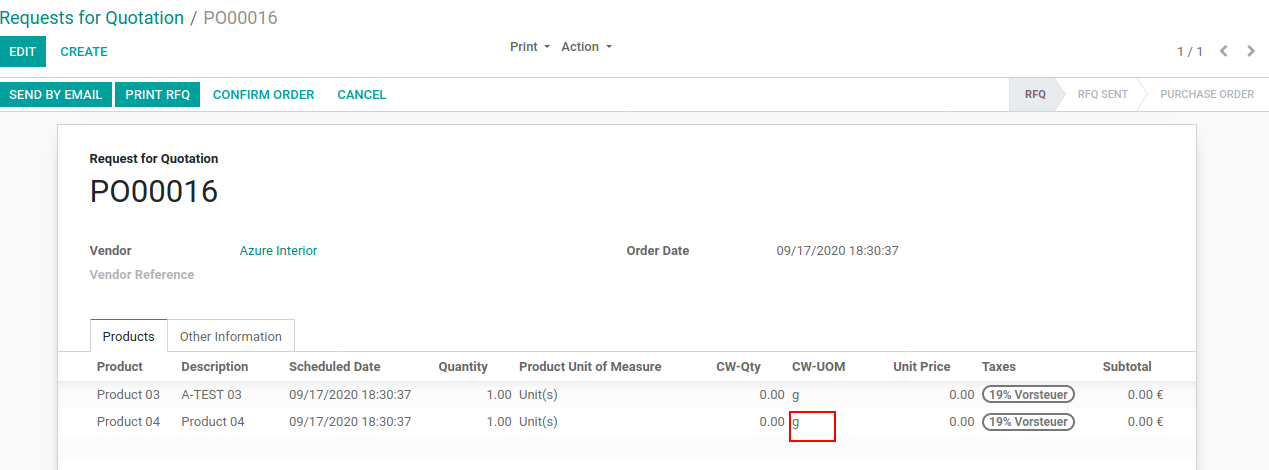 Requests for Quotation / PO00016
EDIT CREATE Print Action 1 / 1
SEND BY EMAIL PRINT RFQ CONFIRM ORDER CANCEL RFQ RFQ SENT PURCHASE ORDER
Request for Quotation
PO00016
Vendor Azure Interior Order Date 09/17/2020 18:30:37
Vendor Reference
Products Other Information
Product Description Scheduled Date Quantity Product Unit of Measure CW-Qty CW-UOM Unit Price Taxes Subtotal
Product 03 A-TEST 03 09/17/2020 18:30:37 1.00 Unit(s) 0.00 g 0.00 19% Vorsteuer 0.00 €
Product 04 Product 04 09/17/2020 18:30:37 1.00 Unit(s) 0.00 g 0.00 19% Vorsteuer 0.00 €